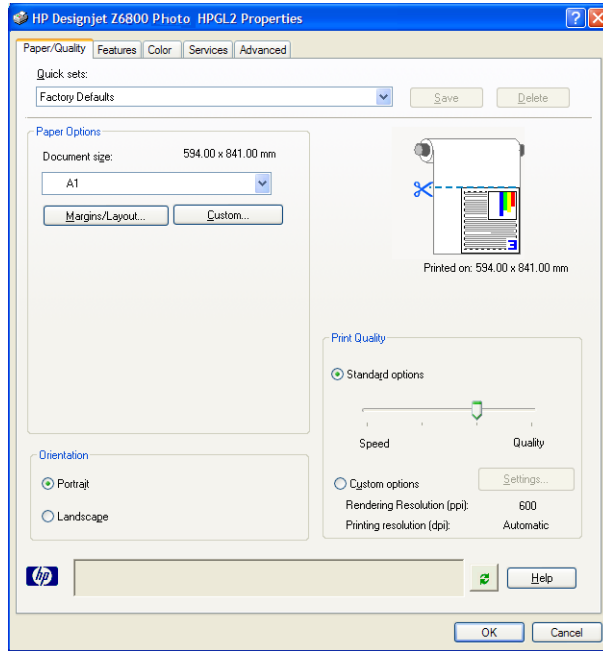 HP Designjet Z6800 Photo HPGL2 Properties
Paper/Quality Features Color Services Advanced
Quick sets:
Factory Defaults
Save Delete
Paper Options
Document size: 594.00 x 841.00 mm
A1
Margins/Layout... Custom...
Printed on: 594.00 x 841.00 mm
Print Quality
Standard options
Speed Quality
Custom options Settings...
Rendering Resolution (ppi): 600
Printing resolution (dpi): Automatic
Orientation
Portrait
Landscape
hp
Help
OK Cancel